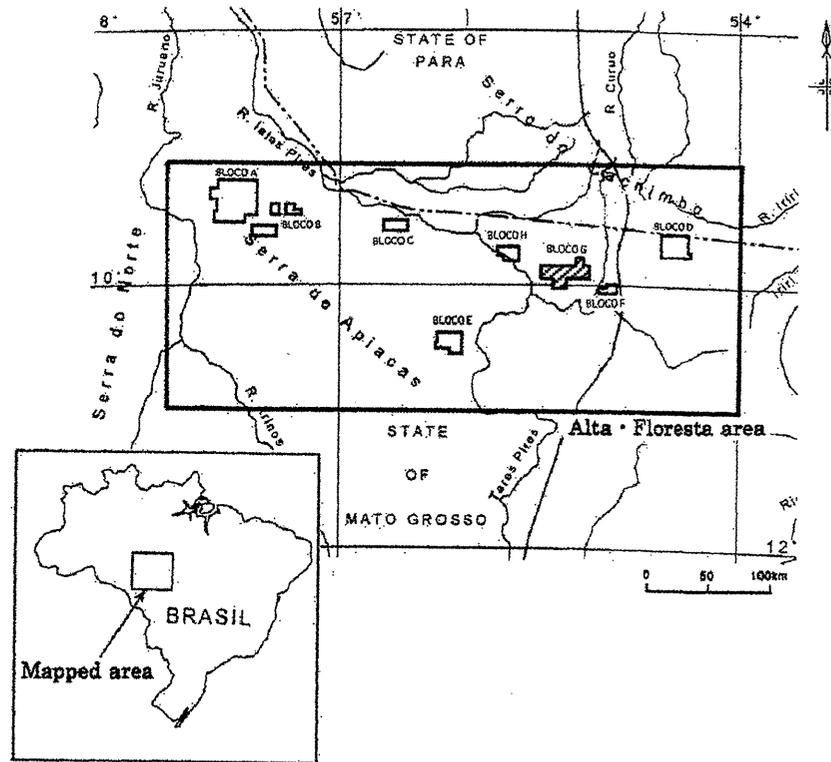 8°
57°
54°
STATE OF
PARA
R. Juruano
R. Curuo
Serra do
Cachimbo
R. Teles Pires
BLOCO A
BLOCO B
BLOCO C
BLOCO H
BLOCO G
BLOCO D
R. Iriri
BLOCO F
10°
Serra do Norte
Serra de Apiacas
BLOCO E
R. Arinos
STATE
OF
MATO GROSSO
Alta · Floresta area
12°
0 50 100km
BRASIL
Mapped area